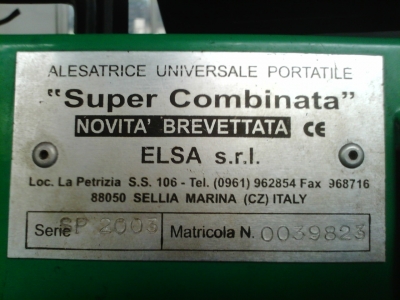 ALESATRICE UNIVERSALE PORTATILE
"Super Combinata"
NOVITA' BREVETTATA CE
ELSA s.r.l.
Loc. La Petrizia S.S. 106 - Tel. (0961) 962854 Fax 968716
88050 SELLIA MARINA (CZ) ITALY
Serie SP 2003 Matricola N. 0039823